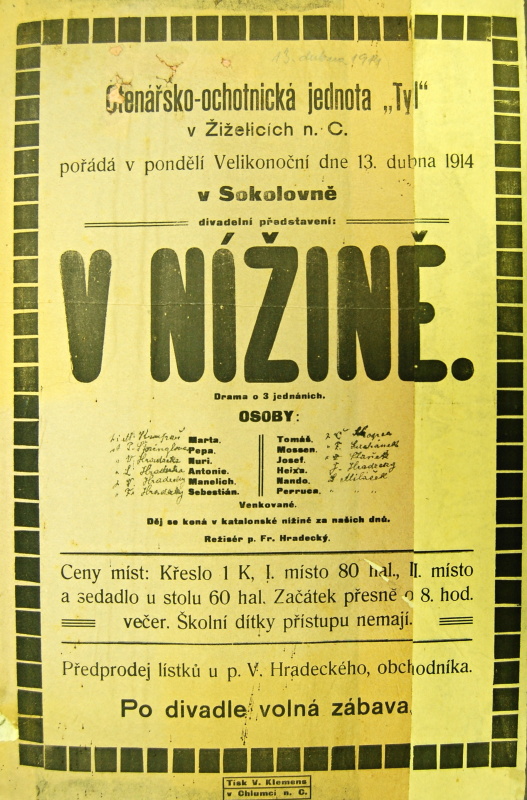 13. dubna 1914
Čtenářsko-ochotnická jednota „Tyl“
v Žiželicích n. C.
pořádá v pondělí Velikonoční dne 13. dubna 1914
v Sokolovně
divadelní představení:
V NÍŽINĚ.
Drama o 3 jednáních.
OSOBY:
Marta.
Pepa.
Nuri.
Antonie.
Manelich.
Hradecký
Sebestián.
Tomáš.
Mossen.
Josef.
Heixa.
Nando.
Perruca.
Venkované.
Děj se koná v katalonské nížině za našich dnů.
Režisér p. Fr. Hradecký.
Ceny míst: Křeslo 1 K, I. místo 80 hal., II. místo
a sedadlo u stolu 60 hal. Začátek přesně o 8. hod.
večer. Školní dítky přístupu nemají.
Předprodej lístků u p. V. Hradeckého, obchodníka.
Po divadle volná zábava.
Tisk V. Klemens
v Chlumci n. C.